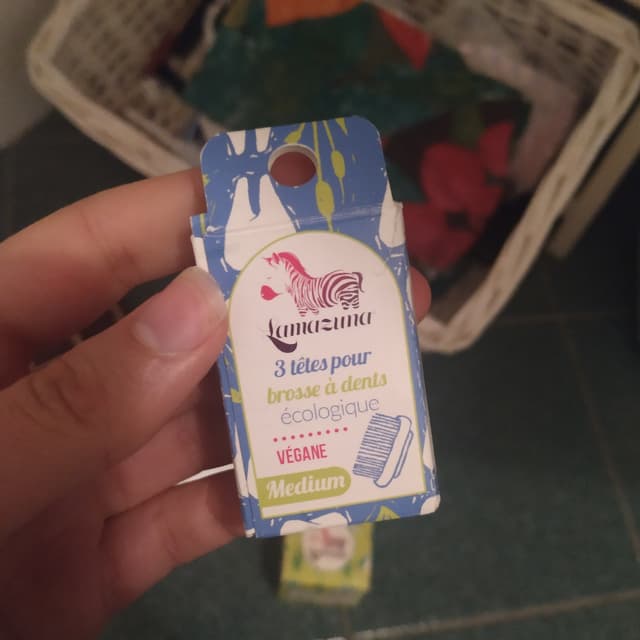 Lamazuna
3 têtes pour
brosse à dents
écologique
VÉGANE
Medium